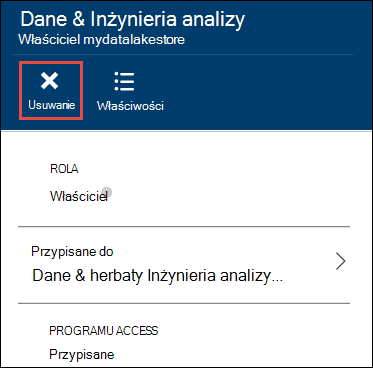 Dane & Inżynieria analizy
Właściciel mydatalakestore
Usuwanie
Właściwości
ROLA
Właściciel
Przypisane do
Dane & herbaty Inżynieria analizy...
PROGRAMU ACCESS
Przypisane